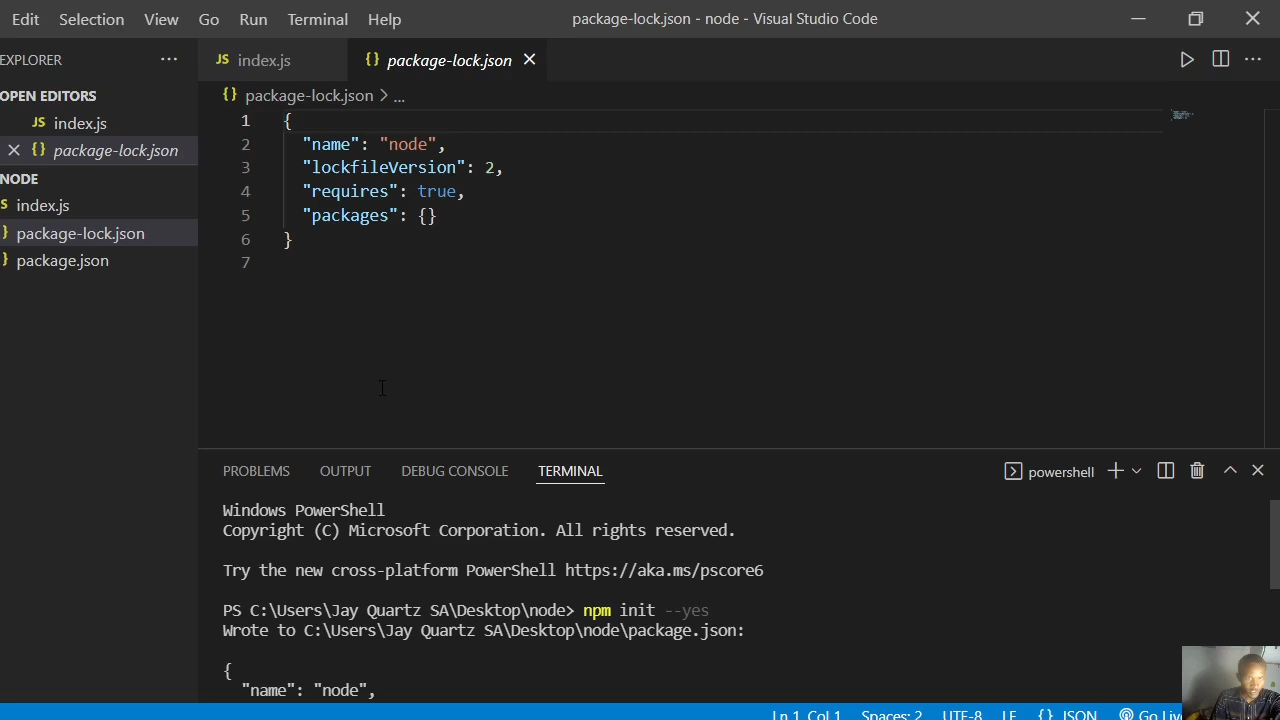 Edit Selection View Go Run Terminal Help package-lock.json - node - Visual Studio Code
EXPLORER ···
JS index.js
{} package-lock.json
OPEN EDITORS
{} package-lock.json > ...
JS index.js
{} package-lock.json
NODE
S index.js
} package-lock.json
} package.json
1 {
2 "name": "node",
3 "lockfileVersion": 2,
4 "requires": true,
5 "packages": {}
6 }
7
PROBLEMS OUTPUT DEBUG CONSOLE TERMINAL powershell
Windows PowerShell
Copyright (C) Microsoft Corporation. All rights reserved.
Try the new cross-platform PowerShell https://aka.ms/pscore6
PS C:\Users\Jay Quartz SA\Desktop\node> npm init --yes
Wrote to C:\Users\Jay Quartz SA\Desktop\node\package.json:
{
"name": "node",
Ln 1, Col 1 Spaces: 2 UTF-8 LF {} JSON Go Liv